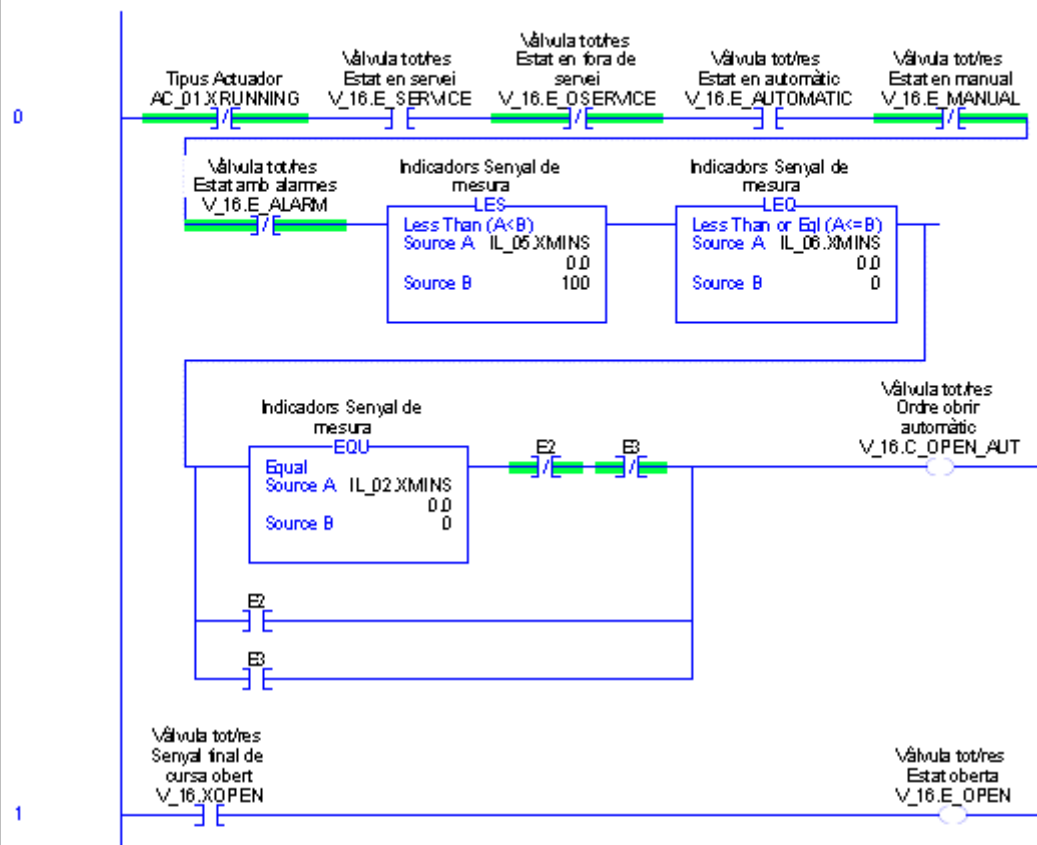 0
Tipus Actuador
AC_01.XRUNNING
Vàlvula tot/res
Estat en servei
V_16.E_SERVICE
Vàlvula tot/res
Estat en fora de
servei
V_16.E_OSERVICE
Vàlvula tot/res
Estat en automàtic
V_16.E_AUTOMATIC
Vàlvula tot/res
Estat en manual
V_16.E_MANUAL
Vàlvula tot/res
Estat amb alarmes
V_16.E_ALARM
Indicadors Senyal de
mesura
LES
Less Than (A<B)
Source A IL_05.XMINS
0.0
Source B 100
Indicadors Senyal de
mesura
LEQ
Less Than or Eql (A<=B)
Source A IL_06.XMINS
0.0
Source B 0
Indicadors Senyal de
mesura
EQU
Equal
Source A IL_02.XMINS
0.0
Source B 0
E2
E3
Vàlvula tot/res
Ordre obrir
automàtic
V_16.C_OPEN_AUT
E2
E3
1
Vàlvula tot/res
Senyal final de
cursa obert
V_16.XOPEN
Vàlvula tot/res
Estat oberta
V_16.E_OPEN